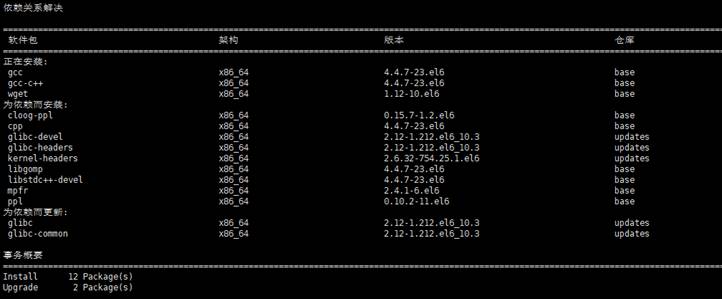 依赖关系解决
================================================================================
软件包 架构 版本 仓库
================================================================================
正在安装:
gcc x86_64 4.4.7-23.el6 base
gcc-c++ x86_64 4.4.7-23.el6 base
wget x86_64 1.12-10.el6 base
为依赖而安装:
cloog-ppl x86_64 0.15.7-1.2.el6 base
cpp x86_64 4.4.7-23.el6 base
glibc-devel x86_64 2.12-1.212.el6_10.3 updates
glibc-headers x86_64 2.12-1.212.el6_10.3 updates
kernel-headers x86_64 2.6.32-754.25.1.el6 updates
libgomp x86_64 4.4.7-23.el6 base
libstdc++-devel x86_64 4.4.7-23.el6 base
mpfr x86_64 2.4.1-6.el6 base
ppl x86_64 0.10.2-11.el6 base
为依赖而更新:
glibc x86_64 2.12-1.212.el6_10.3 updates
glibc-common x86_64 2.12-1.212.el6_10.3 updates
事务概要
================================================================================
Install 12 Package(s)
Upgrade 2 Package(s)